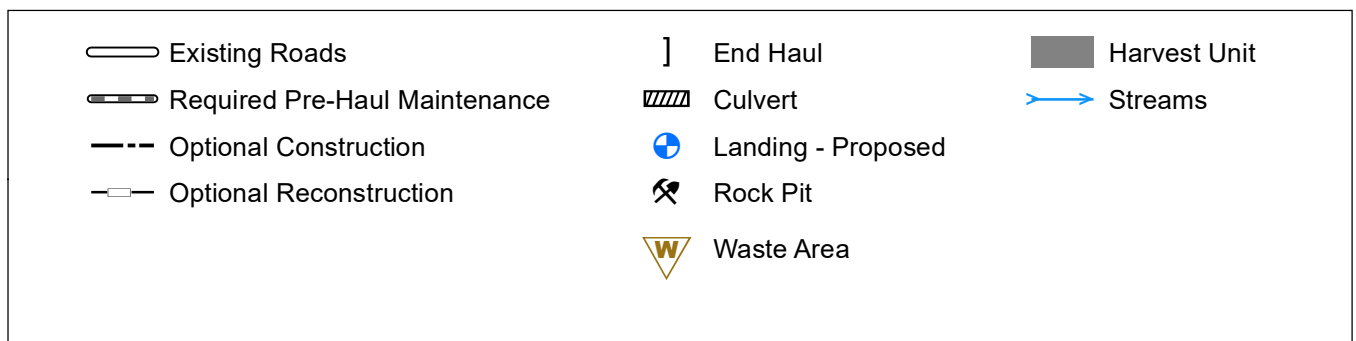 Existing Roads
Required Pre-Haul Maintenance
Optional Construction
Optional Reconstruction
] End Haul
Culvert
Landing - Proposed
Rock Pit
W Waste Area
Harvest Unit
Streams